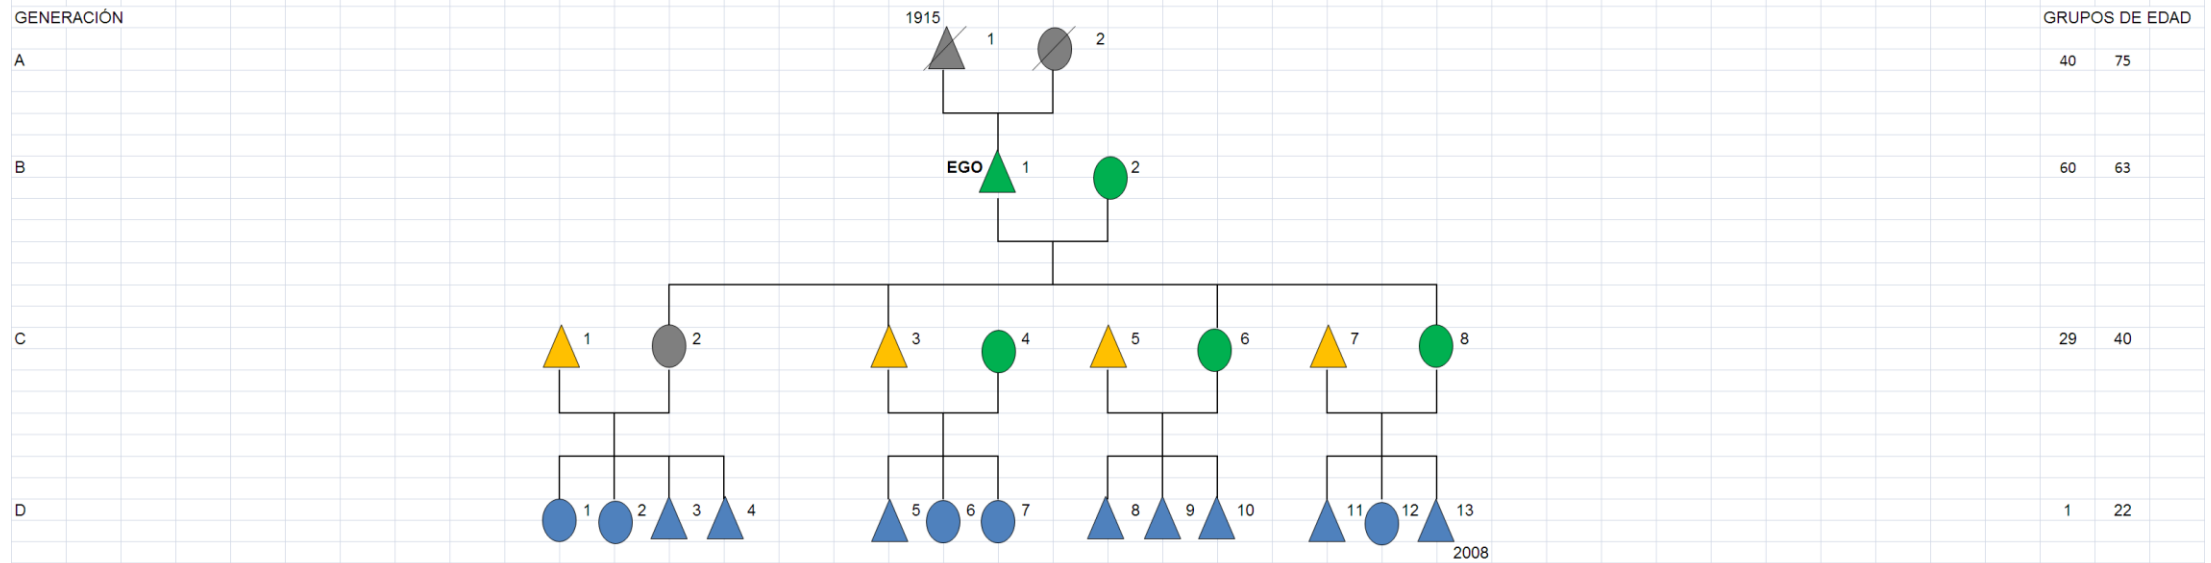 GENERACIÓN 1915 GRUPOS DE EDAD
1 2
A 40 75
B EGO 1 2 60 63
C 1 2 3 4 5 6 7 8 29 40
D 1 2 3 4 5 6 7 8 9 10 11 12 13 1 22
2008